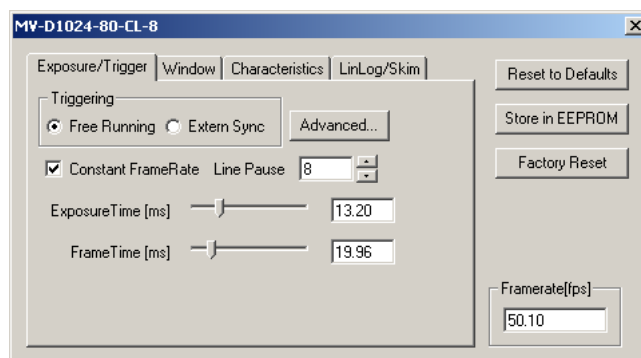 MV-D1024-80-CL-8
Exposure/Trigger Window Characteristics LinLog/Skim
Triggering
Free Running Extern Sync Advanced...
Constant FrameRate Line Pause 8
ExposureTime [ms] 13.20
FrameTime [ms] 19.96
Reset to Defaults
Store in EEPROM
Factory Reset
Framerate[fps]
50.10